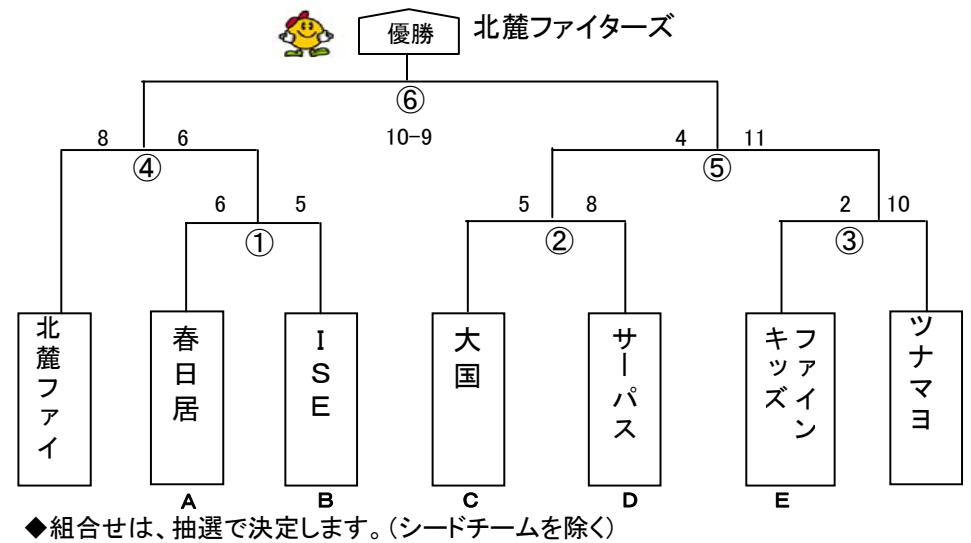 優勝 北麓ファイターズ
⑥
10-9
8 6 4 11
④ ⑤
6 5 5 8 2 10
① ② ③
北麓ファイ
春日居
ISE
大国
サーパス
ファイン
キッズ
ツナマヨ
A B C D E
◆組合せは、抽選で決定します。(シードチームを除く)